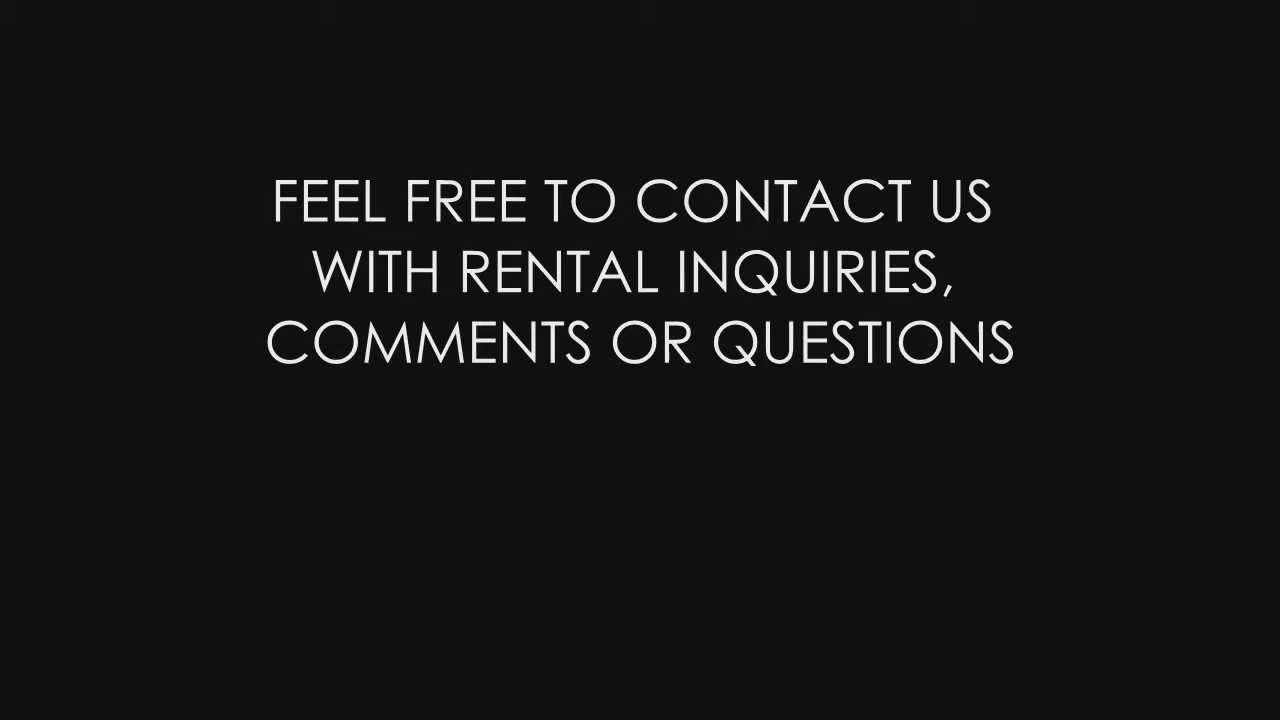 FEEL FREE TO CONTACT US
WITH RENTAL INQUIRIES,
COMMENTS OR QUESTIONS